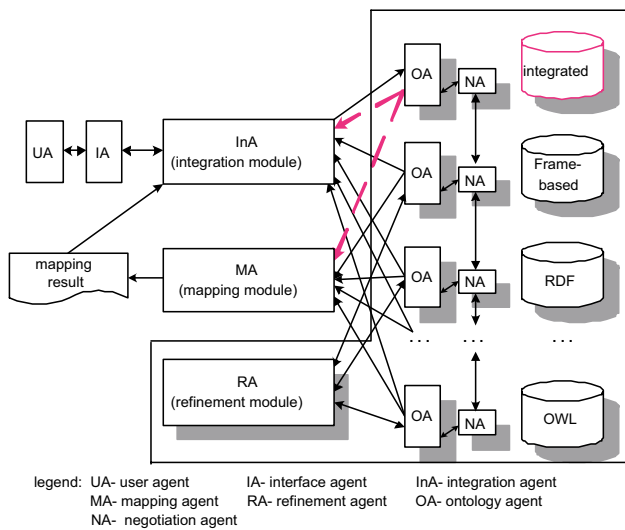 OA
NA
integrated
UA
IA
InA
(integration module)
OA
NA
Frame-
based
mapping
result
MA
(mapping module)
OA
NA
RDF
. . .
. . .
. . .
RA
(refinement module)
OA
NA
OWL
legend: UA- user agent IA- interface agent InA- integration agent
MA- mapping agent RA- refinement agent OA- ontology agent
NA- negotiation agent